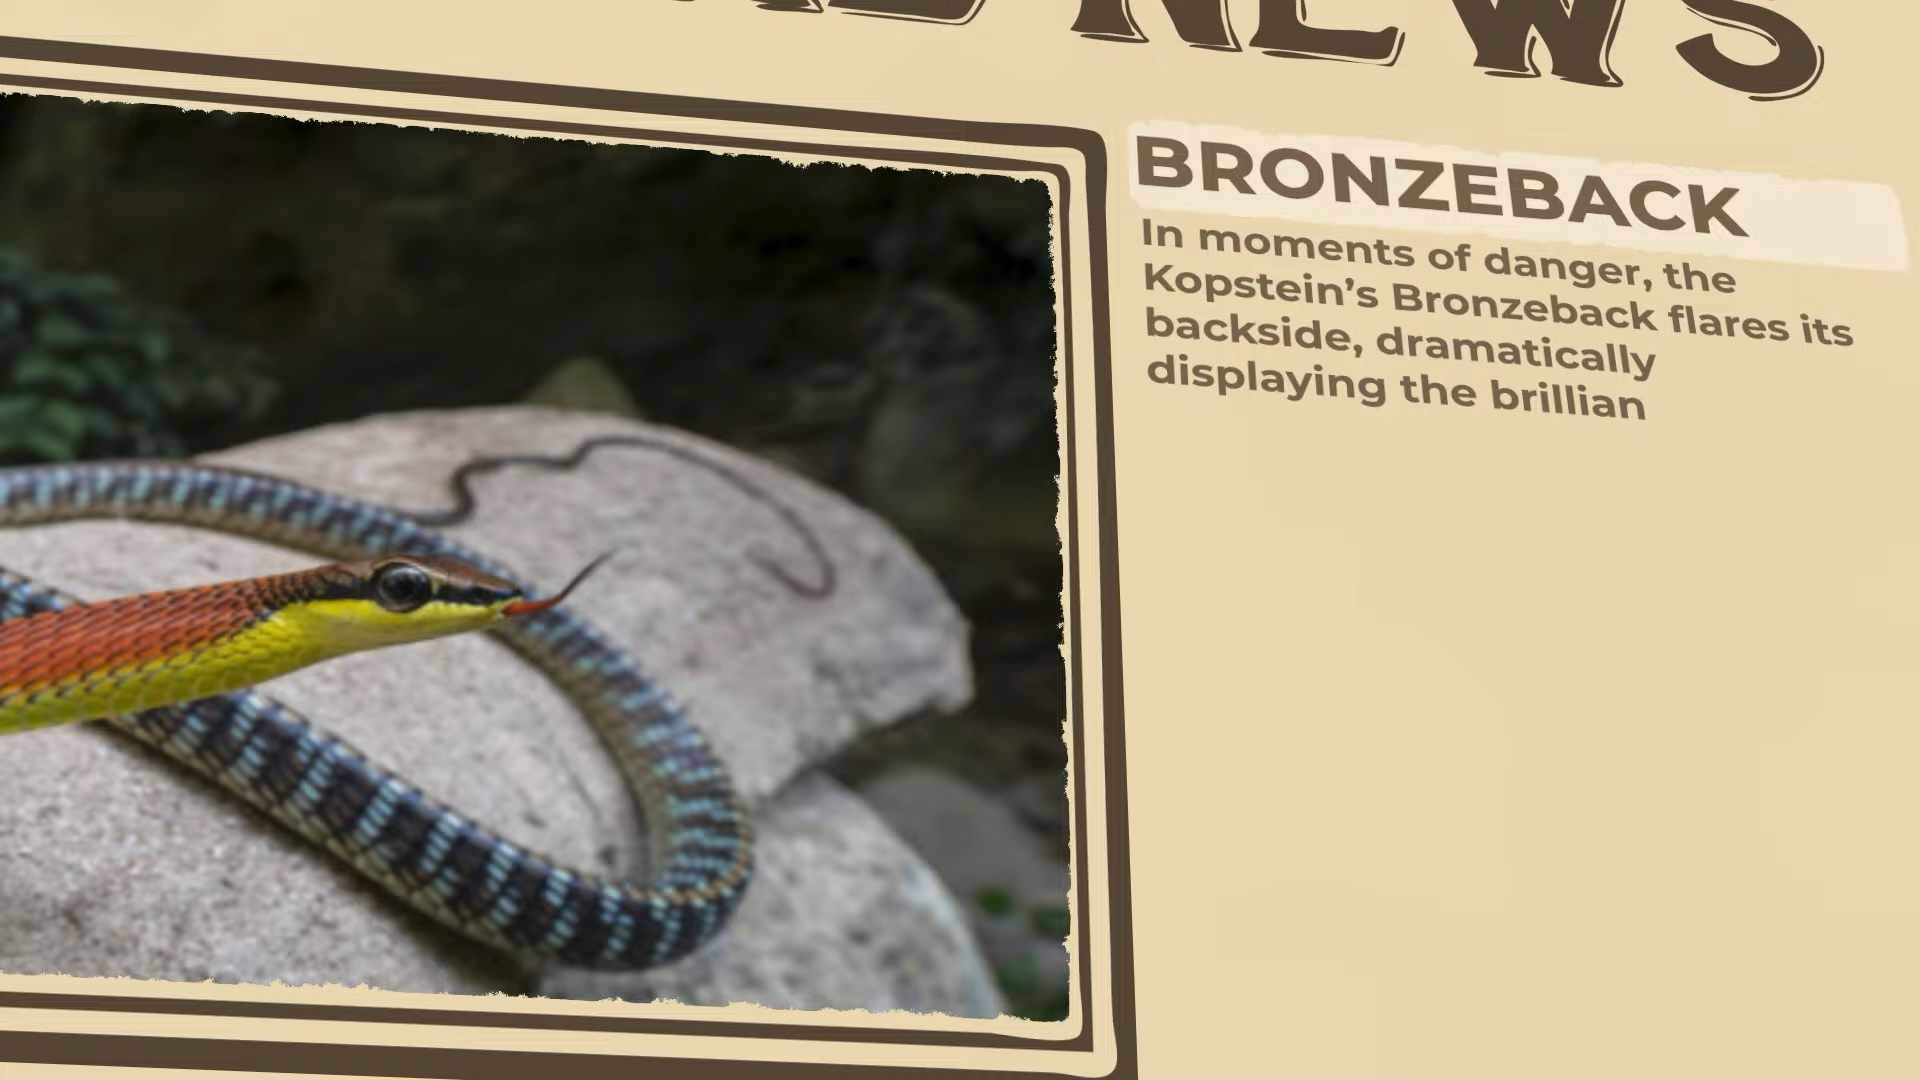 NEWS
BRONZEBACK
In moments of danger, the
Kopstein’s Bronzeback flares its
backside, dramatically
displaying the brillian